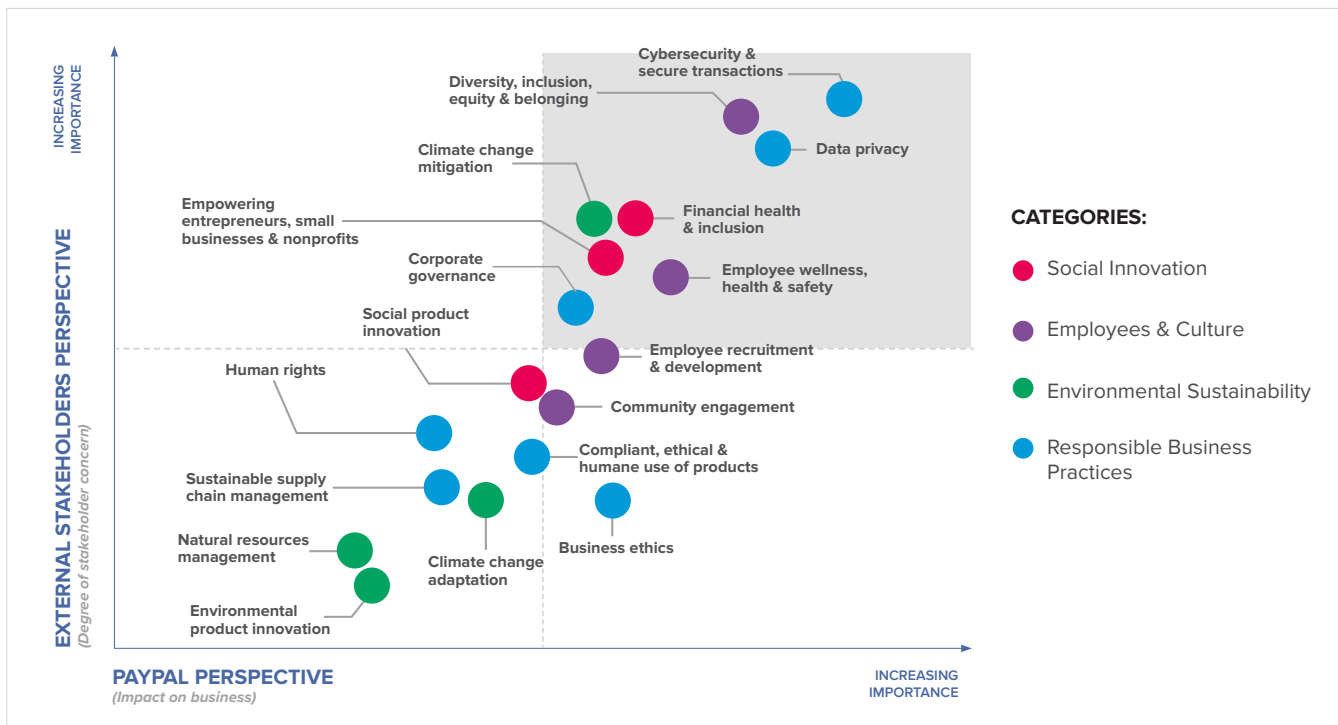 INCREASING
IMPORTANCE
EXTERNAL STAKEHOLDERS PERSPECTIVE
(Degree of stakeholder concern)
Cybersecurity &
secure transactions
Diversity, inclusion,
equity & belonging
Data privacy
Climate change
mitigation
Empowering
entrepreneurs, small
businesses & nonprofits
Financial health
& inclusion
Corporate
governance
Employee wellness,
health & safety
Social product
innovation
Employee recruitment
& development
Human rights
Community engagement
Compliant, ethical &
humane use of products
Sustainable supply
chain management
Natural resources
management
Climate change
adaptation
Business ethics
Environmental
product innovation
PAYPAL PERSPECTIVE
(Impact on business)
INCREASING
IMPORTANCE
CATEGORIES:
Social Innovation
Employees & Culture
Environmental Sustainability
Responsible Business
Practices